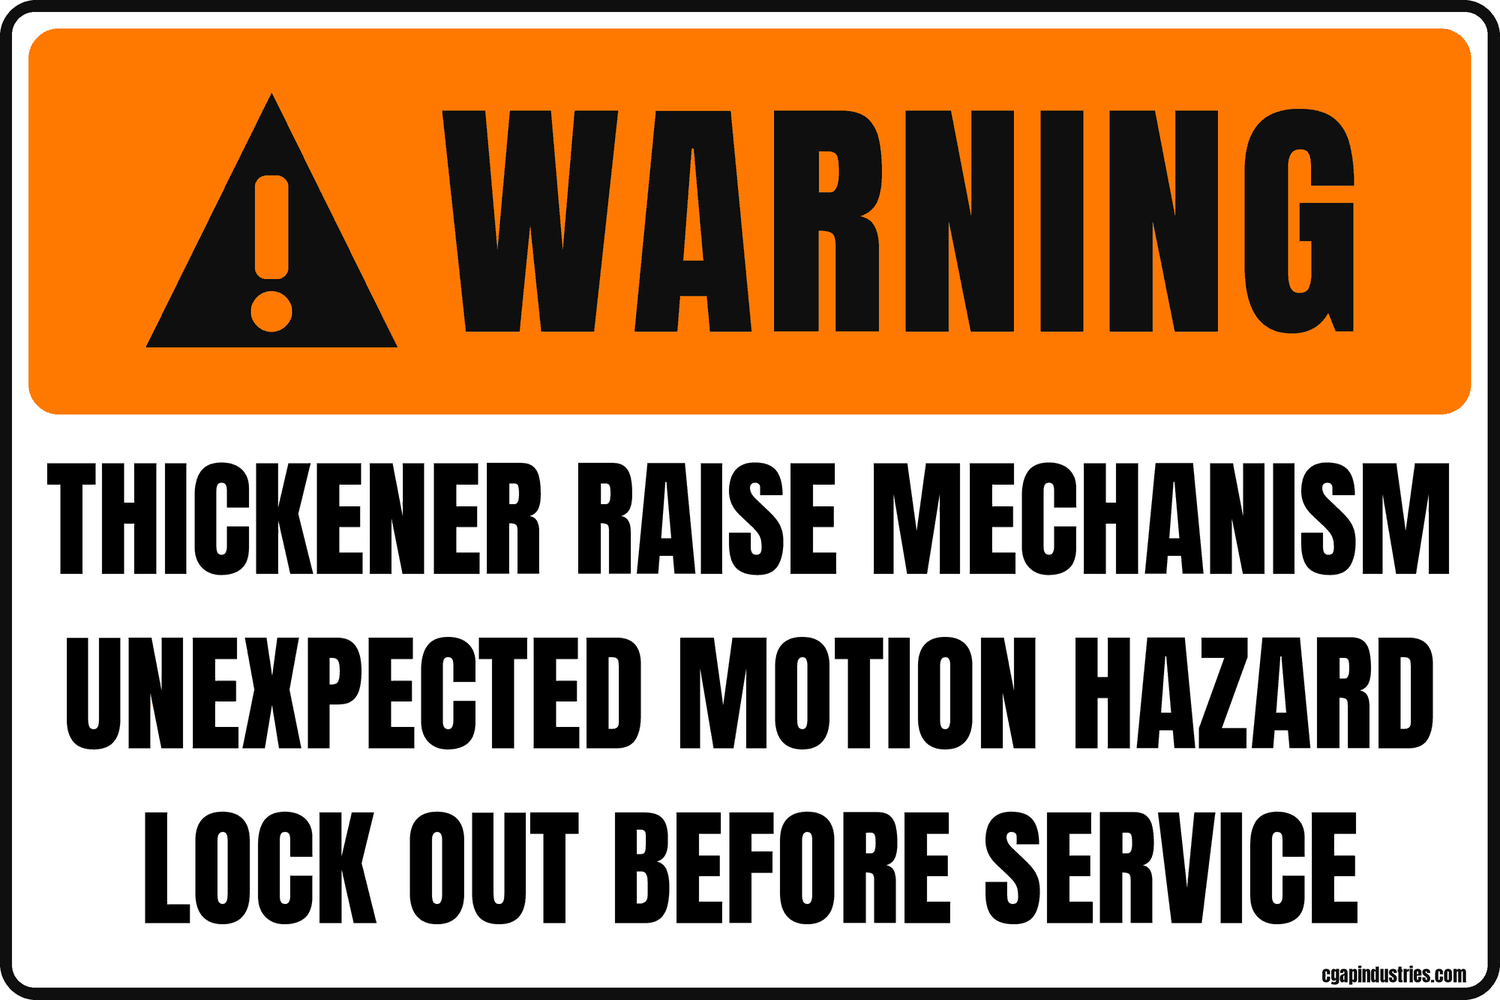 WARNING
THICKENER RAISE MECHANISM
UNEXPECTED MOTION HAZARD
LOCK OUT BEFORE SERVICE
cgapindustries.com